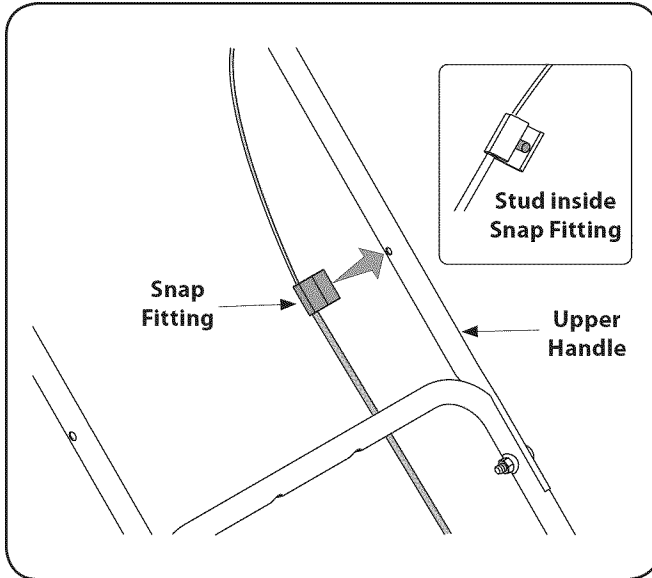 Stud inside
Snap Fitting
Snap
Fitting
Upper
Handle